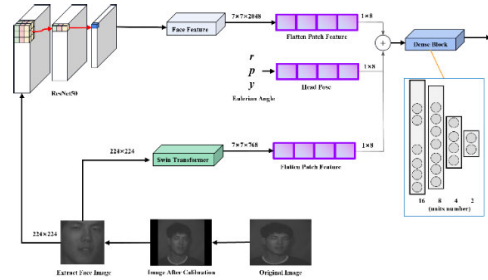 Face Feature
7×7×2048
1×8
Flatten Patch Feature
Dense Block
ResNet50
r
p
y
Eulerian Angle
1×8
Head Pose
224×224
Swin Transformer
7×7×768
1×8
Flatten Patch Feature
16 8 4 2
(units number)
224×224
Extract Face Image
Image After Calibration
Original Image